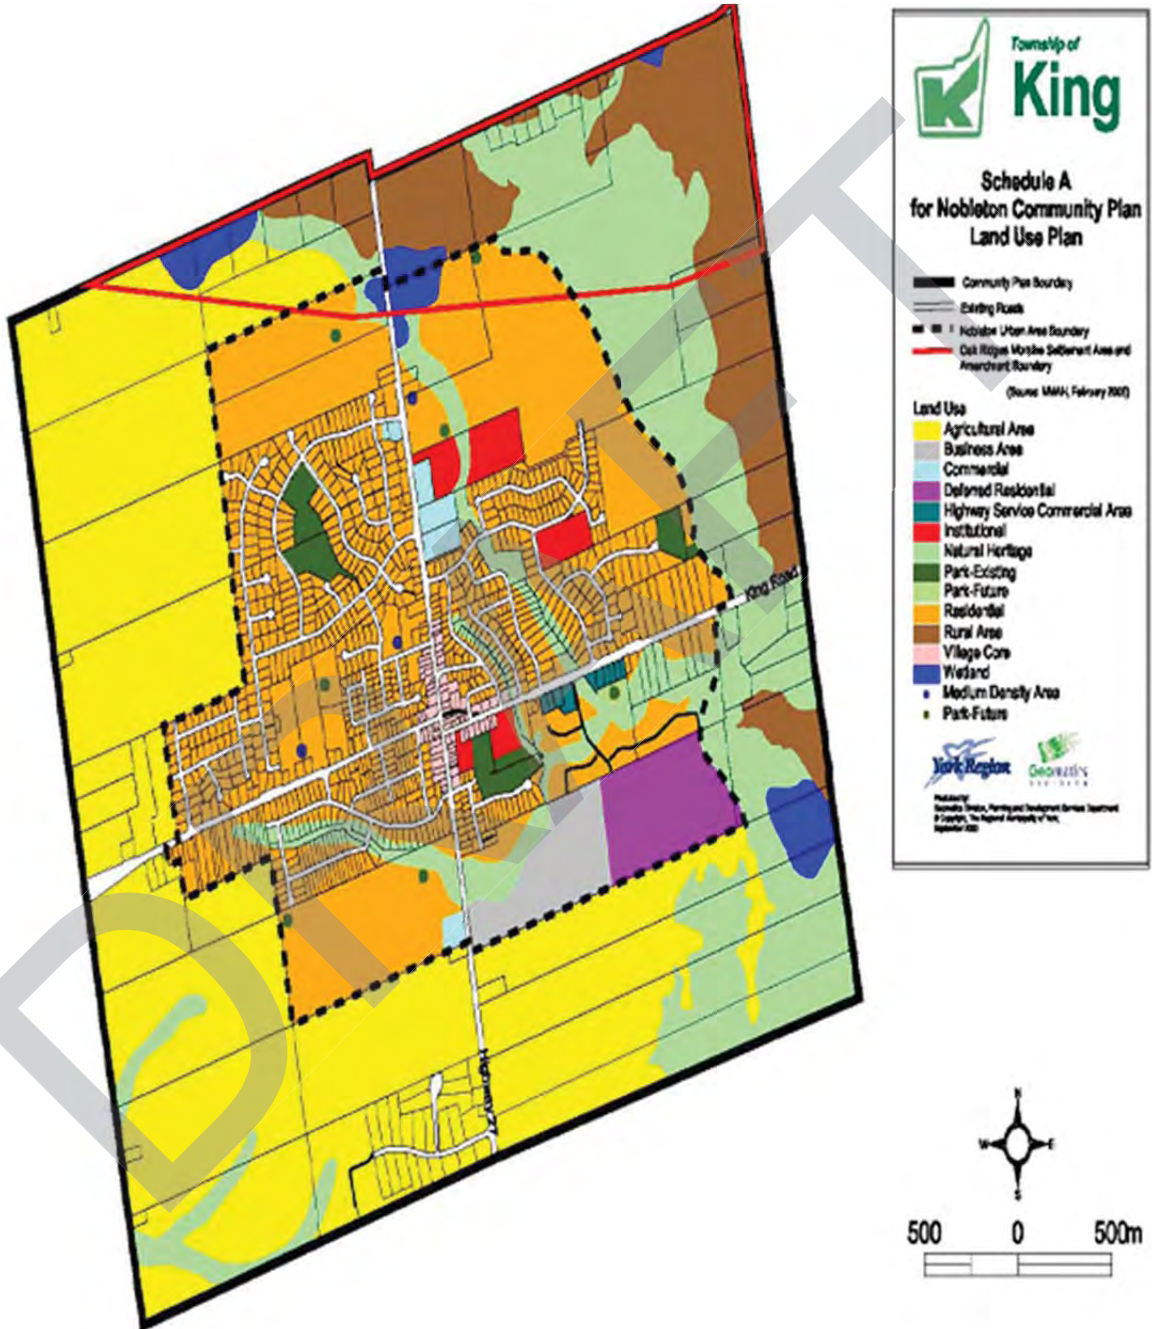 Township of
King
Schedule A
for Nobleton Community Plan
Land Use Plan
Community Plan Boundary
Existing Roads
Nobleton Urban Area Boundary
Oak Ridges Moraine Settlement Area and
Amendment Boundary
Land Use
Agricultural Area
Business Area
Commercial
Deferred Residential
Highway Service Commercial Area
Institutional
Natural Heritage
Park-Existing
Park-Future
Residential
Rural Area
Village Core
Wetland
Medium Density Area
Park-Future
York Region
Geomatics
King Road
N
W E
S
500 0 500m
DRAFT